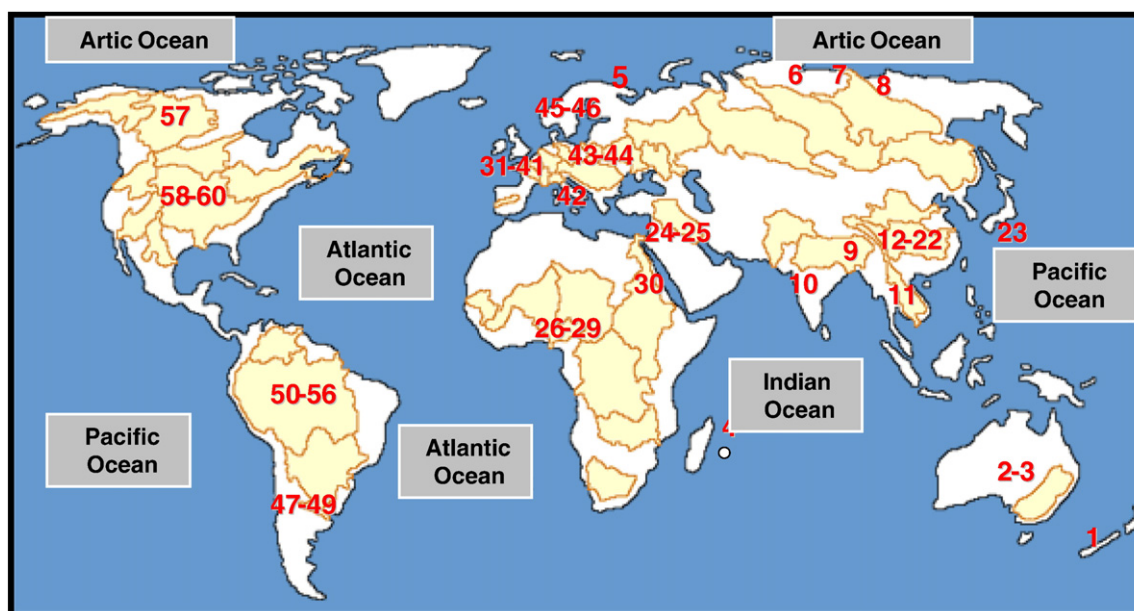 Artic Ocean
Artic Ocean
5
6
7
8
57
45-46
31-41
43-44
58-60
42
24-25
9
12-22
23
Atlantic
Ocean
10
11
30
Pacific
Ocean
26-29
50-56
Indian
Ocean
4
Pacific
Ocean
Atlantic
Ocean
2-3
47-49
1